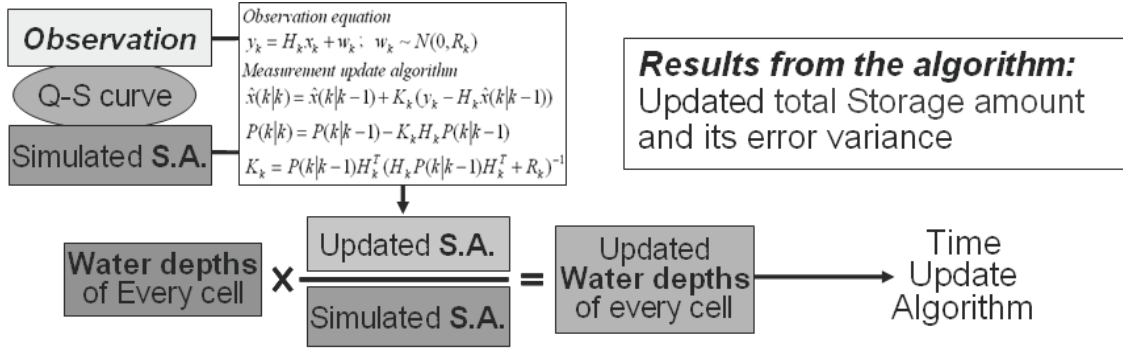 Observation
Q-S curve
Simulated S.A.
Observation equation
y_k = H_k x_k + w_k ; w_k ~ N(0, R_k)
Measurement update algorithm
x̂(k|k) = x̂(k|k−1) + K_k(y_k − H_k x̂(k|k−1))
P(k|k) = P(k|k−1) − K_k H_k P(k|k−1)
K_k = P(k|k−1)H_k^T (H_k P(k|k−1)H_k^T + R_k)^−1
Results from the algorithm:
Updated total Storage amount
and its error variance
Water depths
of Every cell
×
Updated S.A.
Simulated S.A.
=
Updated
Water depths
of every cell
Time
Update
Algorithm